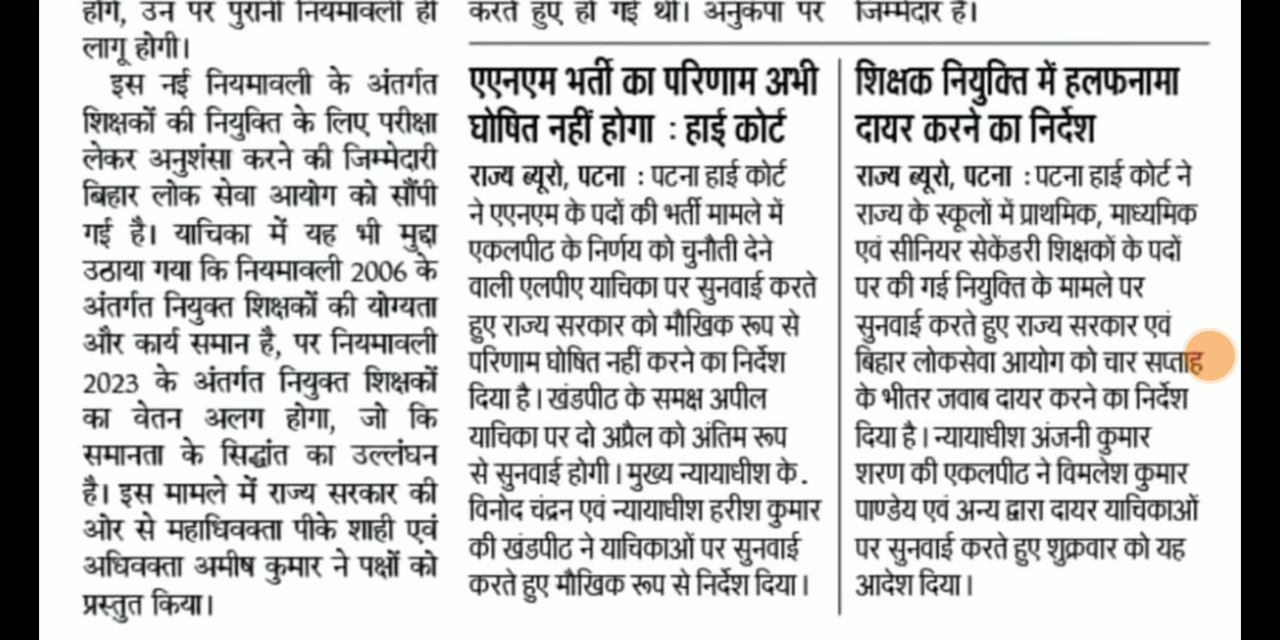 होंगे, उन पर पुरानी नियमावली ही
लागू होगी।
इस नई नियमावली के अंतर्गत
शिक्षकों की नियुक्ति के लिए परीक्षा
लेकर अनुशंसा करने की जिम्मेदारी
बिहार लोक सेवा आयोग को सौंपी
गई है। याचिका में यह भी मुद्दा
उठाया गया कि नियमावली 2006 के
अंतर्गत नियुक्त शिक्षकों की योग्यता
और कार्य समान है, पर नियमावली
2023 के अंतर्गत नियुक्त शिक्षकों
का वेतन अलग होगा, जो कि
समानता के सिद्धांत का उल्लंघन
है। इस मामले में राज्य सरकार की
ओर से महाधिवक्ता पीके शाही एवं
अधिवक्ता अमीष कुमार ने पक्षों को
प्रस्तुत किया।
करते हुए हो गई थी। अनुकंपा पर
एएनएम भर्ती का परिणाम अभी
घोषित नहीं होगा : हाई कोर्ट
राज्य ब्यूरो, पटना : पटना हाई कोर्ट
ने एएनएम के पदों की भर्ती मामले में
एकलपीठ के निर्णय को चुनौती देने
वाली एलपीए याचिका पर सुनवाई करते
हुए राज्य सरकार को मौखिक रूप से
परिणाम घोषित नहीं करने का निर्देश
दिया है। खंडपीठ के समक्ष अपील
याचिका पर दो अप्रैल को अंतिम रूप
से सुनवाई होगी। मुख्य न्यायाधीश के.
विनोद चंद्रन एवं न्यायाधीश हरीश कुमार
की खंडपीठ ने याचिकाओं पर सुनवाई
करते हुए मौखिक रूप से निर्देश दिया।
जिम्मेदार है।
शिक्षक नियुक्ति में हलफनामा
दायर करने का निर्देश
राज्य ब्यूरो, पटना : पटना हाई कोर्ट ने
राज्य के स्कूलों में प्राथमिक, माध्यमिक
एवं सीनियर सेकेंडरी शिक्षकों के पदों
पर की गई नियुक्ति के मामले पर
सुनवाई करते हुए राज्य सरकार एवं
बिहार लोकसेवा आयोग को चार सप्ताह
के भीतर जवाब दायर करने का निर्देश
दिया है। न्यायाधीश अंजनी कुमार
शरण की एकलपीठ ने विमलेश कुमार
पाण्डेय एवं अन्य द्वारा दायर याचिकाओं
पर सुनवाई करते हुए शुक्रवार को यह
आदेश दिया।